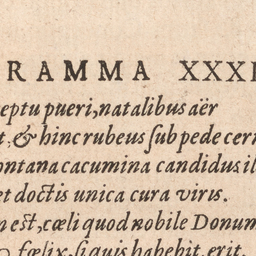 RAMMA XXXI
eptu pueri, natalibus aër
t, & hinc rubeus sub pede cer
ontana cacumina candidus il
et doctis unica cura viris.
n est, cœli quod nobile Donum
fœlix, si quis habebit, erit.